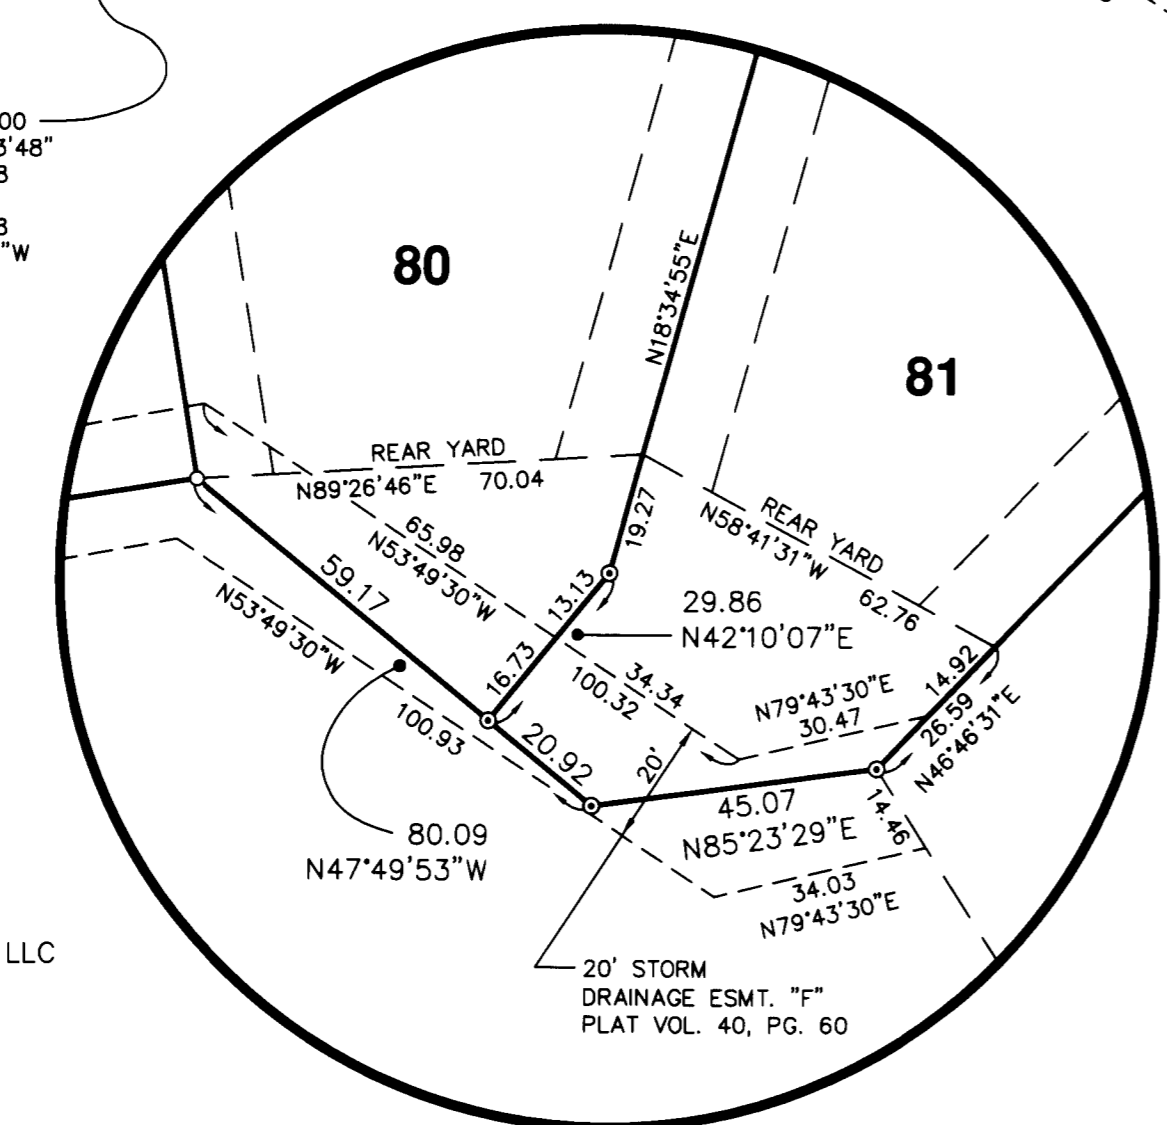 00
3'48"
8
8
"W
80
N18°34'55"E
81
REAR YARD
N89°26'46"E 70.04
19.27
REAR YARD
N58°41'31"W
62.76
65.98
N53°49'30"W
59.17
13.13
29.86
N42°10'07"E
N53°49'30"W
16.73
34.34
100.32
14.92
N79°43'30"E
30.47
26.59
N46°46'31"E
100.93
20.92
20'
45.07
N85°23'29"E
14.46
80.09
N47°49'53"W
34.03
N79°43'30"E
LLC
20' STORM
DRAINAGE ESMT. "F"
PLAT VOL. 40, PG. 60